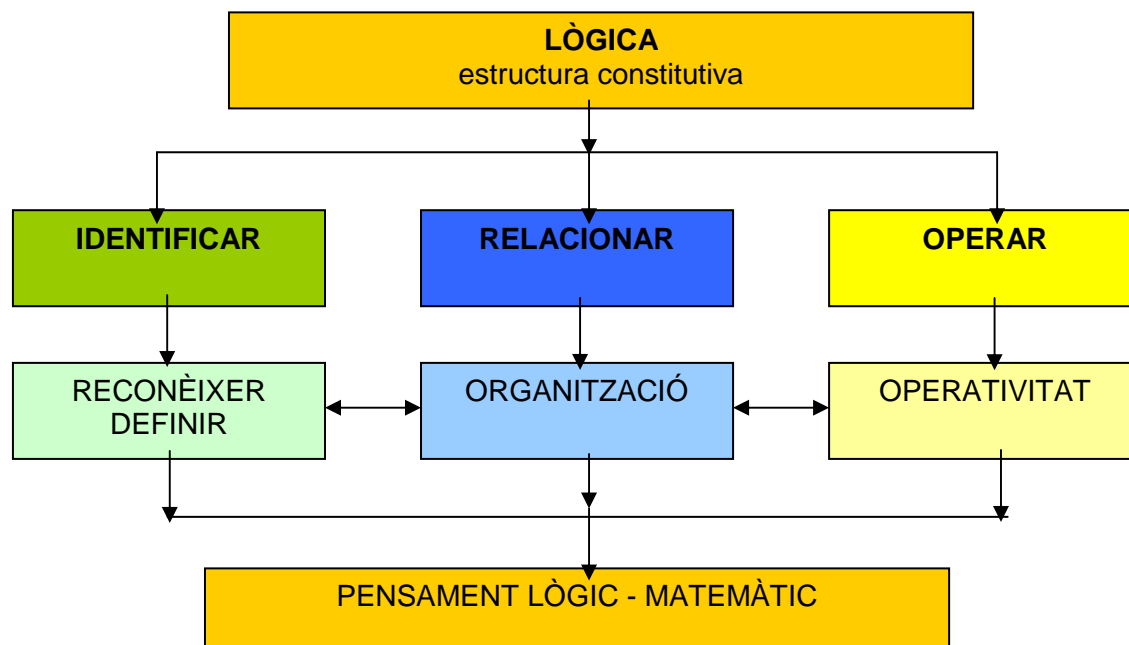 LÒGICA
estructura constitutiva
IDENTIFICAR
RELACIONAR
OPERAR
RECONÈIXER
DEFINIR
ORGANITZACIÓ
OPERATIVITAT
PENSAMENT LÒGIC - MATEMÀTIC